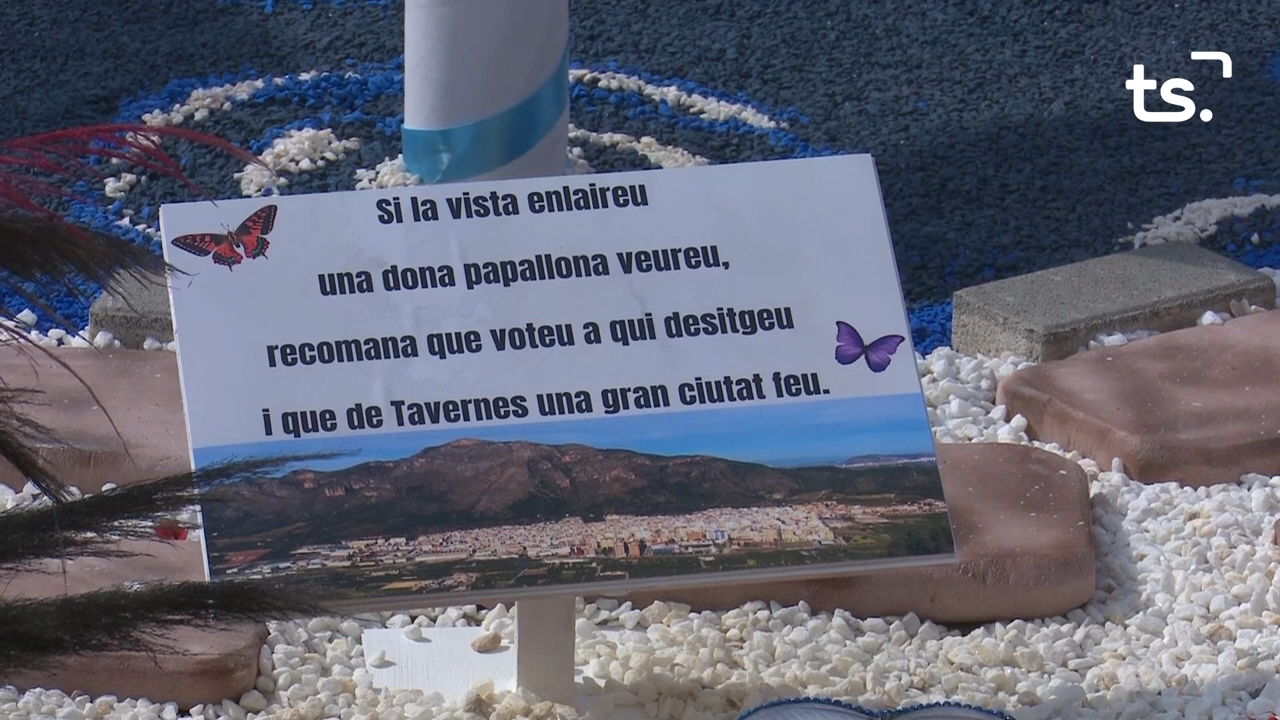 ts.
Si la vista enlaireu
una dona papallona veureu,
recomana que voteu a qui desitgeu
i que de Tavernes una gran ciutat feu.